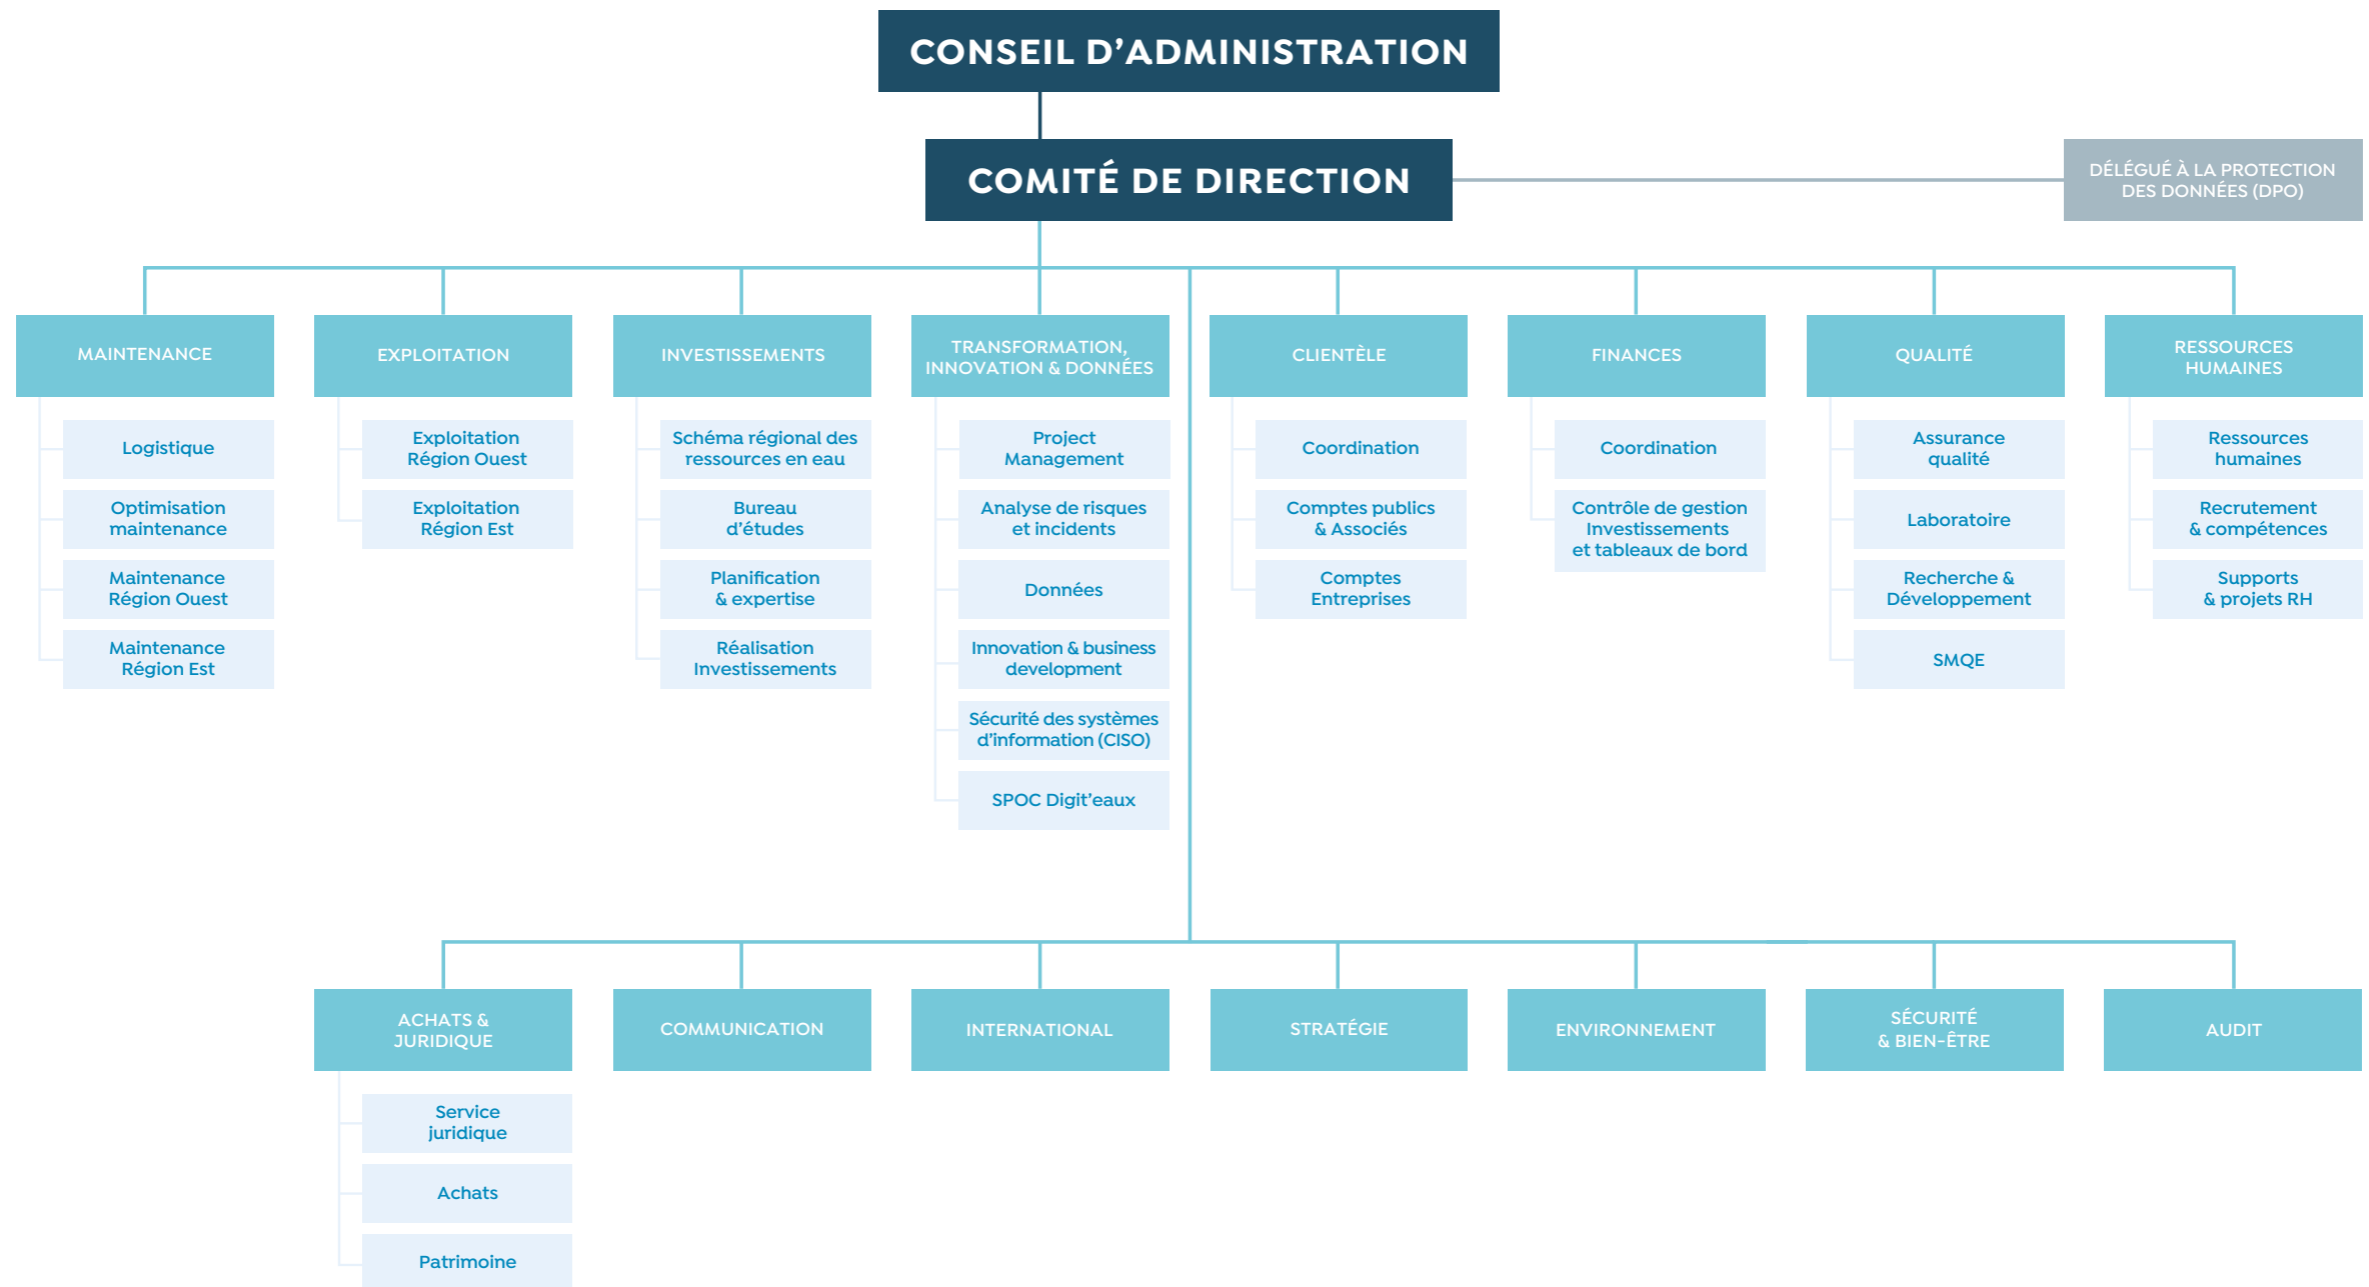 CONSEIL D’ADMINISTRATION
COMITÉ DE DIRECTION
DÉLÉGUÉ À LA PROTECTION
DES DONNÉES (DPO)
MAINTENANCE
Logistique
Optimisation
maintenance
Maintenance
Région Ouest
Maintenance
Région Est
EXPLOITATION
Exploitation
Région Ouest
Exploitation
Région Est
INVESTISSEMENTS
Schéma régional des
ressources en eau
Bureau
d’études
Planification
& expertise
Réalisation
Investissements
TRANSFORMATION,
INNOVATION & DONNÉES
Project
Management
Analyse de risques
et incidents
Données
Innovation & business
development
Sécurité des systèmes
d’information (CISO)
SPOC Digit’eaux
CLIENTÈLE
Coordination
Comptes publics
& Associés
Comptes
Entreprises
FINANCES
Coordination
Contrôle de gestion
Investissements
et tableaux de bord
QUALITÉ
Assurance
qualité
Laboratoire
Recherche &
Développement
SMQE
RESSOURCES
HUMAINES
Ressources
humaines
Recrutement
& compétences
Supports
& projets RH
ACHATS &
JURIDIQUE
Service
juridique
Achats
Patrimoine
COMMUNICATION
INTERNATIONAL
STRATÉGIE
ENVIRONNEMENT
SÉCURITÉ
& BIEN-ÊTRE
AUDIT